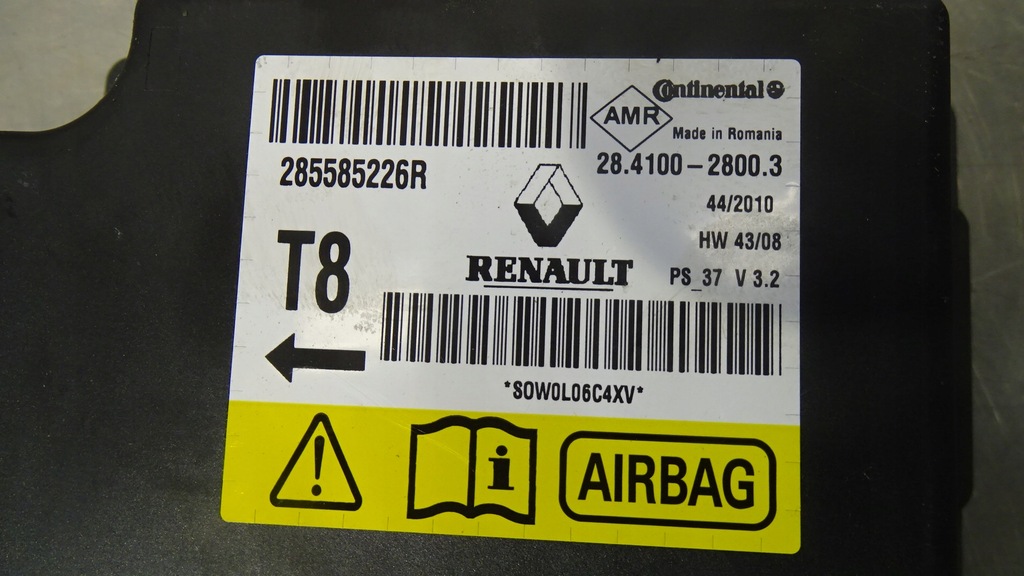 Continental
AMR
Made in Romania
285585226R
28.4100-2800.3
44/2010
T8
HW 43/08
RENAULT
PS_37 V 3.2
*S0W0L06C4XV*
! i AIRBAG